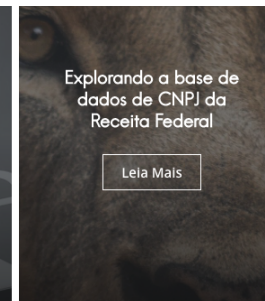 Explorando a base de
dados de CNPJ da
Receita Federal
Leia Mais